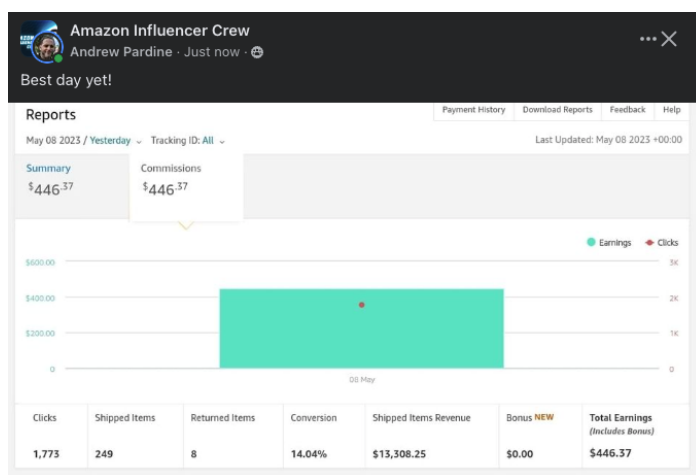 Amazon Influencer Crew
Andrew Pardine · Just now ·
Best day yet!
Reports
Payment History Download Reports Feedback Help
May 08 2023 / Yesterday Tracking ID: All
Last Updated: May 08 2023 +00:00
Summary Commissions
$446.37 $446.37
Earnings Clicks
$600.00 3K
$400.00 2K
$200.00 1K
0 0
08 May
Clicks Shipped Items Returned Items Conversion Shipped Items Revenue Bonus NEW Total Earnings
(Includes Bonus)
1,773 249 8 14.04% $13,308.25 $0.00 $446.37